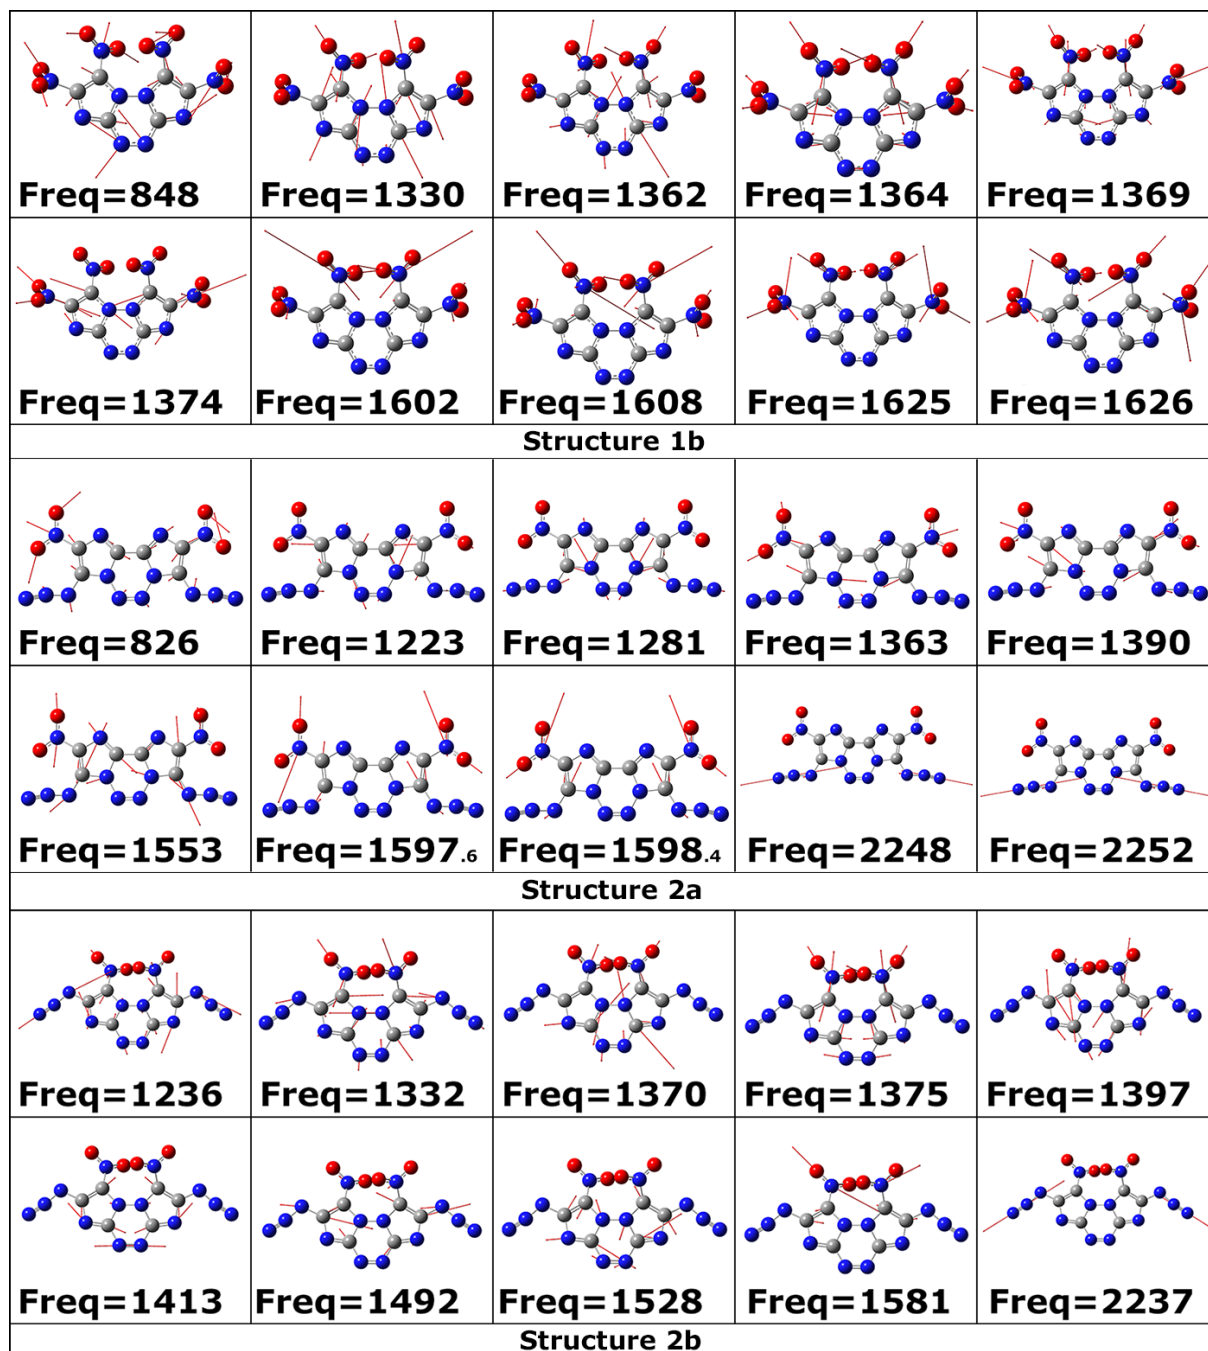 Freq=848 Freq=1330 Freq=1362 Freq=1364 Freq=1369
Freq=1374 Freq=1602 Freq=1608 Freq=1625 Freq=1626
Structure 1b
Freq=826 Freq=1223 Freq=1281 Freq=1363 Freq=1390
Freq=1553 Freq=1597.6 Freq=1598.4 Freq=2248 Freq=2252
Structure 2a
Freq=1236 Freq=1332 Freq=1370 Freq=1375 Freq=1397
Freq=1413 Freq=1492 Freq=1528 Freq=1581 Freq=2237
Structure 2b